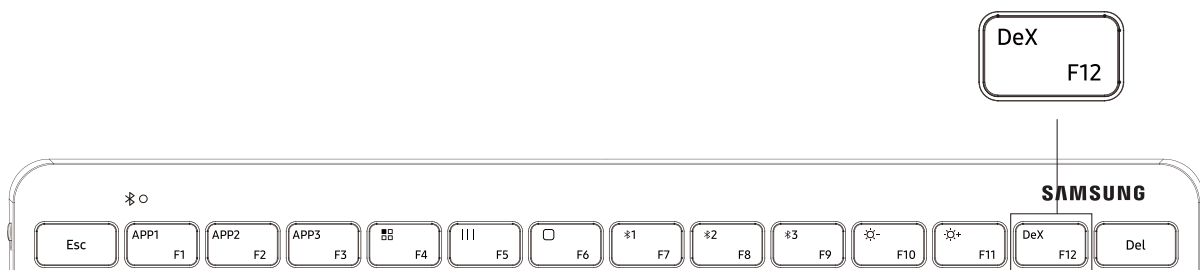 DeX
F12
SAMSUNG
Esc
APP1
F1
APP2
F2
APP3
F3
F4
F5
F6
1
F7
2
F8
3
F9
-
F10
+
F11
DeX
F12
Del